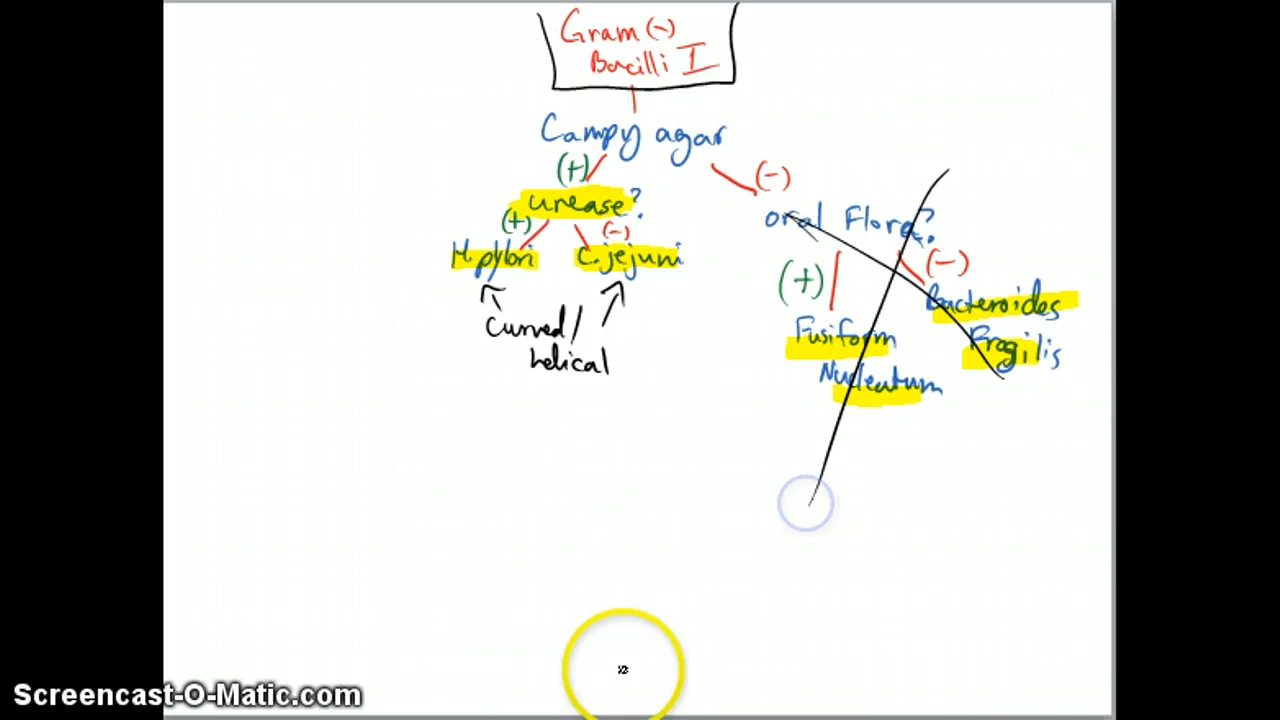 Gram (-)
Bacilli I
Campy agar
(+)
(-)
urease?
oral Flora?
(+)
(-)
H. pylori
C. jejuni
(+)
(-)
Bacteroides
Fragilis
Curved/
helical
Fusiform
Nucleatum
Screencast-O-Matic.com